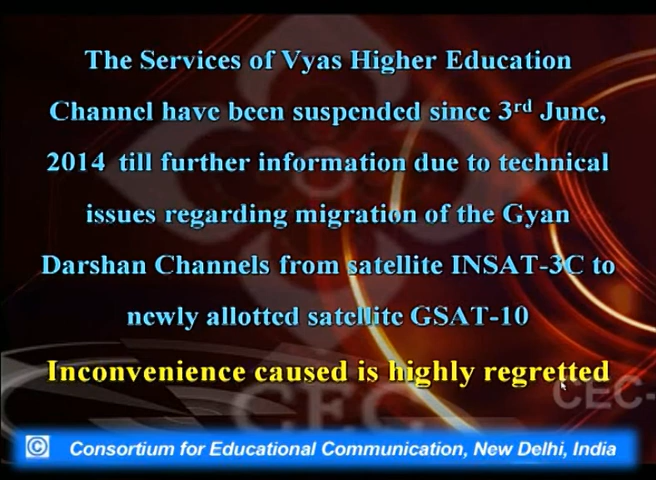 The Services of Vyas Higher Education
Channel have been suspended since 3rd June,
2014 till further information due to technical
issues regarding migration of the Gyan
Darshan Channels from satellite INSAT-3C to
newly allotted satellite GSAT-10
Inconvenience caused is highly regretted
CEC
CEC-
© Consortium for Educational Communication, New Delhi, India